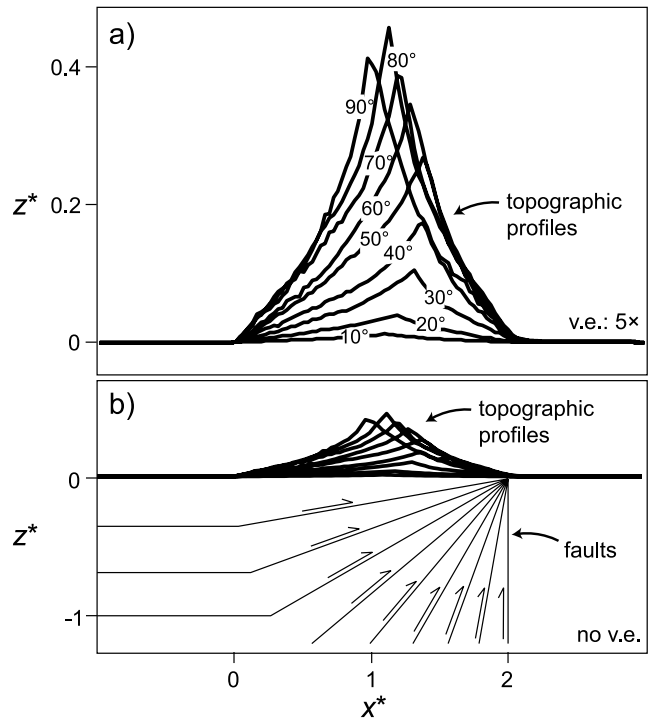 a)
0.4
80°
90°
70°
z*
0.2
60°
topographic
profiles
50°
40°
30°
v.e.: 5×
20°
10°
0
b)
topographic
profiles
0
z*
faults
-1
no v.e.
0
1
2
x*